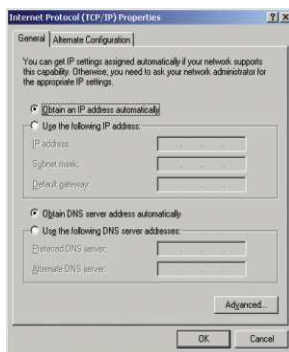 Internet Protocol (TCP/IP) Properties
General
Alternate Configuration
You can get IP settings assigned automatically if your network supports
this capability. Otherwise, you need to ask your network administrator for
the appropriate IP settings.
Obtain an IP address automatically
Use the following IP address:
IP address:
Subnet mask:
Default gateway:
Obtain DNS server address automatically
Use the following DNS server addresses:
Preferred DNS server:
Alternate DNS server:
Advanced...
OK
Cancel